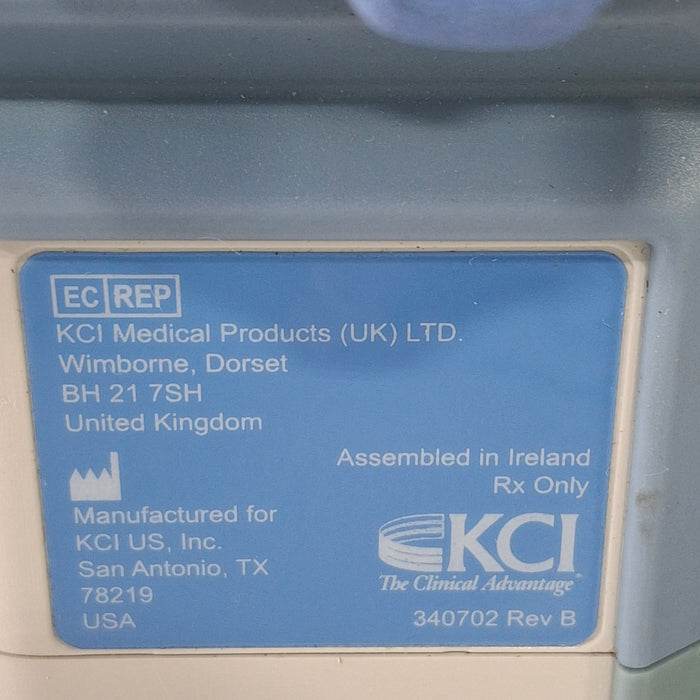 EC REP
KCI Medical Products (UK) LTD.
Wimborne, Dorset
BH 21 7SH
United Kingdom
Manufactured for
KCI US, Inc.
San Antonio, TX
78219
USA
Assembled in Ireland
Rx Only
KCI
The Clinical Advantage®
340702 Rev B